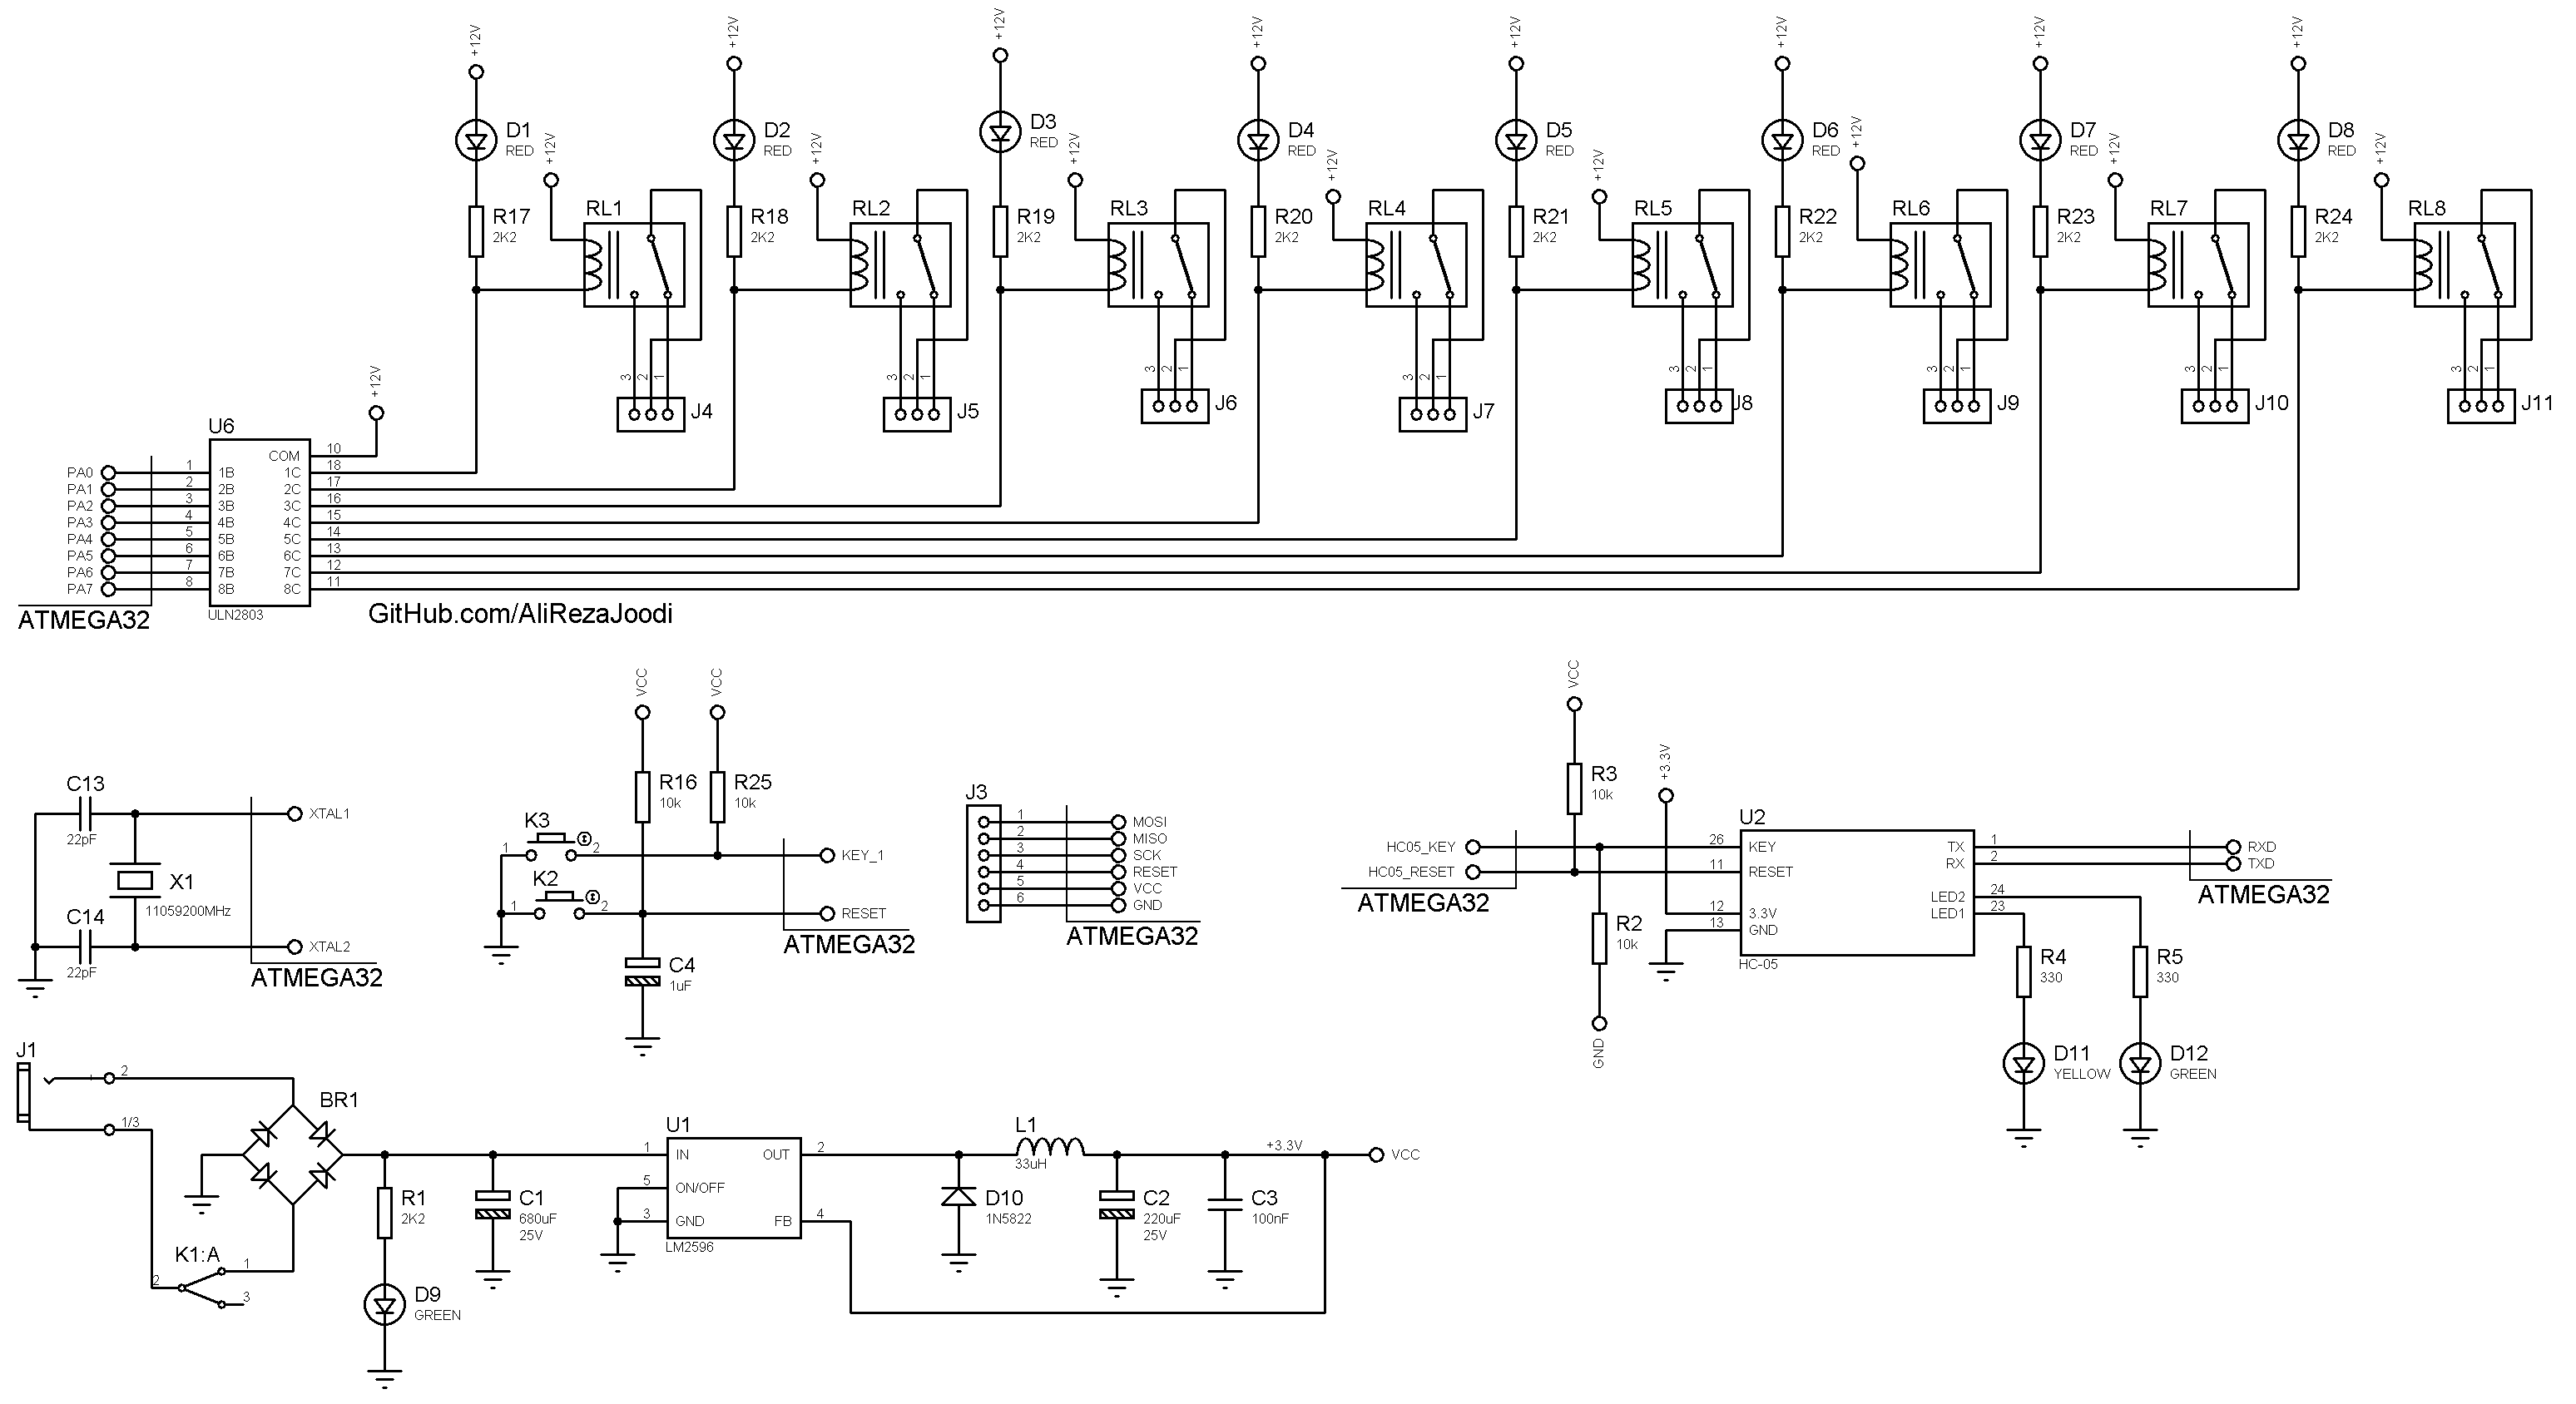 +12V +12V +12V +12V +12V +12V +12V +12V
D1 D2 D3 D4 D5 D6 D7 D8
RED RED RED RED RED RED RED RED
+12V +12V +12V +12V +12V +12V +12V +12V
R17 RL1 R18 RL2 R19 RL3 R20 RL4 R21 RL5 R22 RL6 R23 RL7 R24 RL8
2K2 2K2 2K2 2K2 2K2 2K2 2K2 2K2
3 2 1 3 2 1 3 2 1 3 2 1 3 2 1 3 2 1 3 2 1 3 2 1
J4 J5 J6 J7 J8 J9 J10 J11
+12V
U6
COM 10
PA0 1 1B 1C 18
PA1 2 2B 2C 17
PA2 3 3B 3C 16
PA3 4 4B 4C 15
PA4 5 5B 5C 14
PA5 6 6B 6C 13
PA6 7 7B 7C 12
PA7 8 8B 8C 11
ULN2803
ATMEGA32
GitHub.com/AliRezaJoodi
C13
22pF
XTAL1
X1
11059200MHz
C14
22pF
XTAL2
ATMEGA32
VCC VCC
R16 R25
10k 10k
K3
1 2 KEY_1
K2
1 2 RESET
ATMEGA32
C4
1uF
J3
1 MOSI
2 MISO
3 SCK
4 RESET
5 VCC
6 GND
ATMEGA32
VCC
R3
10k
+3.3V
U2
HC05_KEY 26 KEY TX 1 RXD
RX 2 TXD
HC05_RESET 11 RESET
ATMEGA32 ATMEGA32
LED2 24
12 3.3V LED1 23
13 GND
HC-05
R2
10k
GND
R4 R5
330 330
D11 D12
YELLOW GREEN
J1
2
1/3
BR1
K1:A
1
2
3
R1
2K2
D9
GREEN
C1
680uF
25V
U1
1 IN OUT 2
5 ON/OFF
3 GND FB 4
LM2596
L1
33uH
D10
1N5822
C2
220uF
25V
C3
100nF
+3.3V
VCC